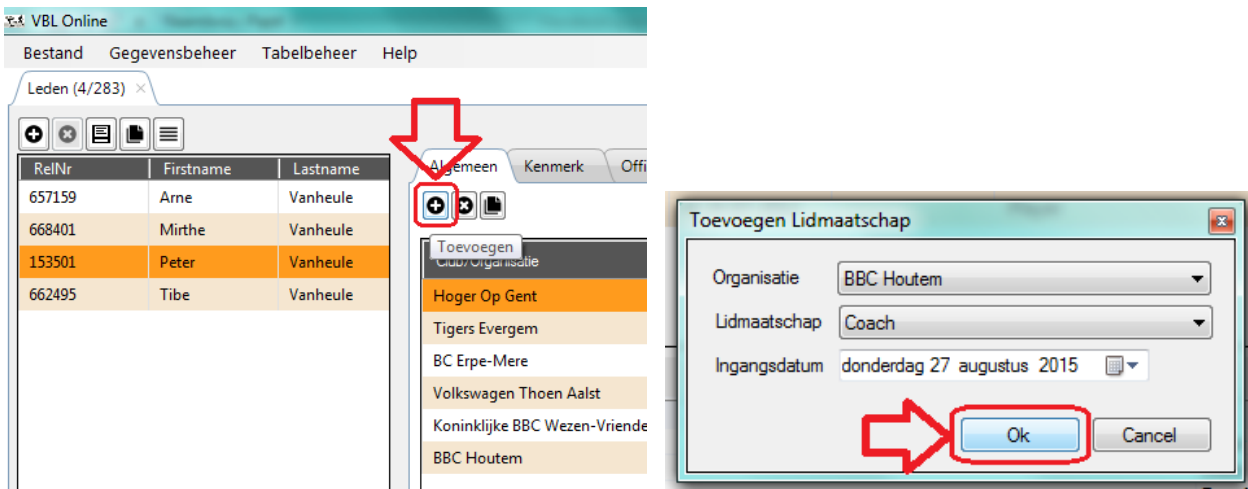 VBL Online
Bestand Gegevensbeheer Tabelbeheer Help
Leden (4/283)
RelNr Firstname Lastname
657159 Arne Vanheule
668401 Mirthe Vanheule
153501 Peter Vanheule
662495 Tibe Vanheule
Algemeen Kenmerk Offi
Toevoegen
Club/Organisatie
Hoger Op Gent
Tigers Evergem
BC Erpe-Mere
Volkswagen Thoen Aalst
Koninklijke BBC Wezen-Vriende
BBC Houtem
Toevoegen Lidmaatschap
Organisatie BBC Houtem
Lidmaatschap Coach
Ingangsdatum donderdag 27 augustus 2015
Ok Cancel